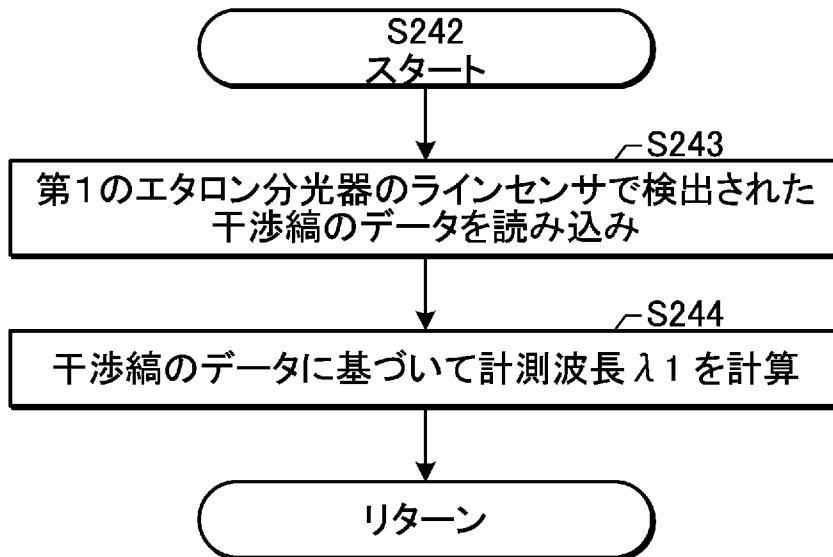 S242
スタート
S243
第1のエタロン分光器のラインセンサで検出された
干渉縞のデータを読み込み
S244
干渉縞のデータに基づいて計測波長λ1を計算
リターン